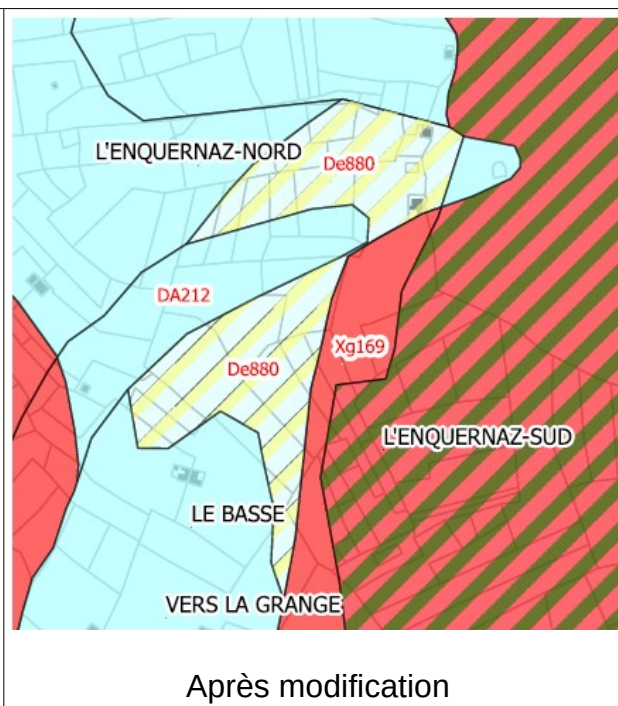 L'ENQUERNAZ-NORD
De880
DA212
Xg169
De880
L'ENQUERNAZ-SUD
LE BASSE
VERS LA GRANGE
Après modification